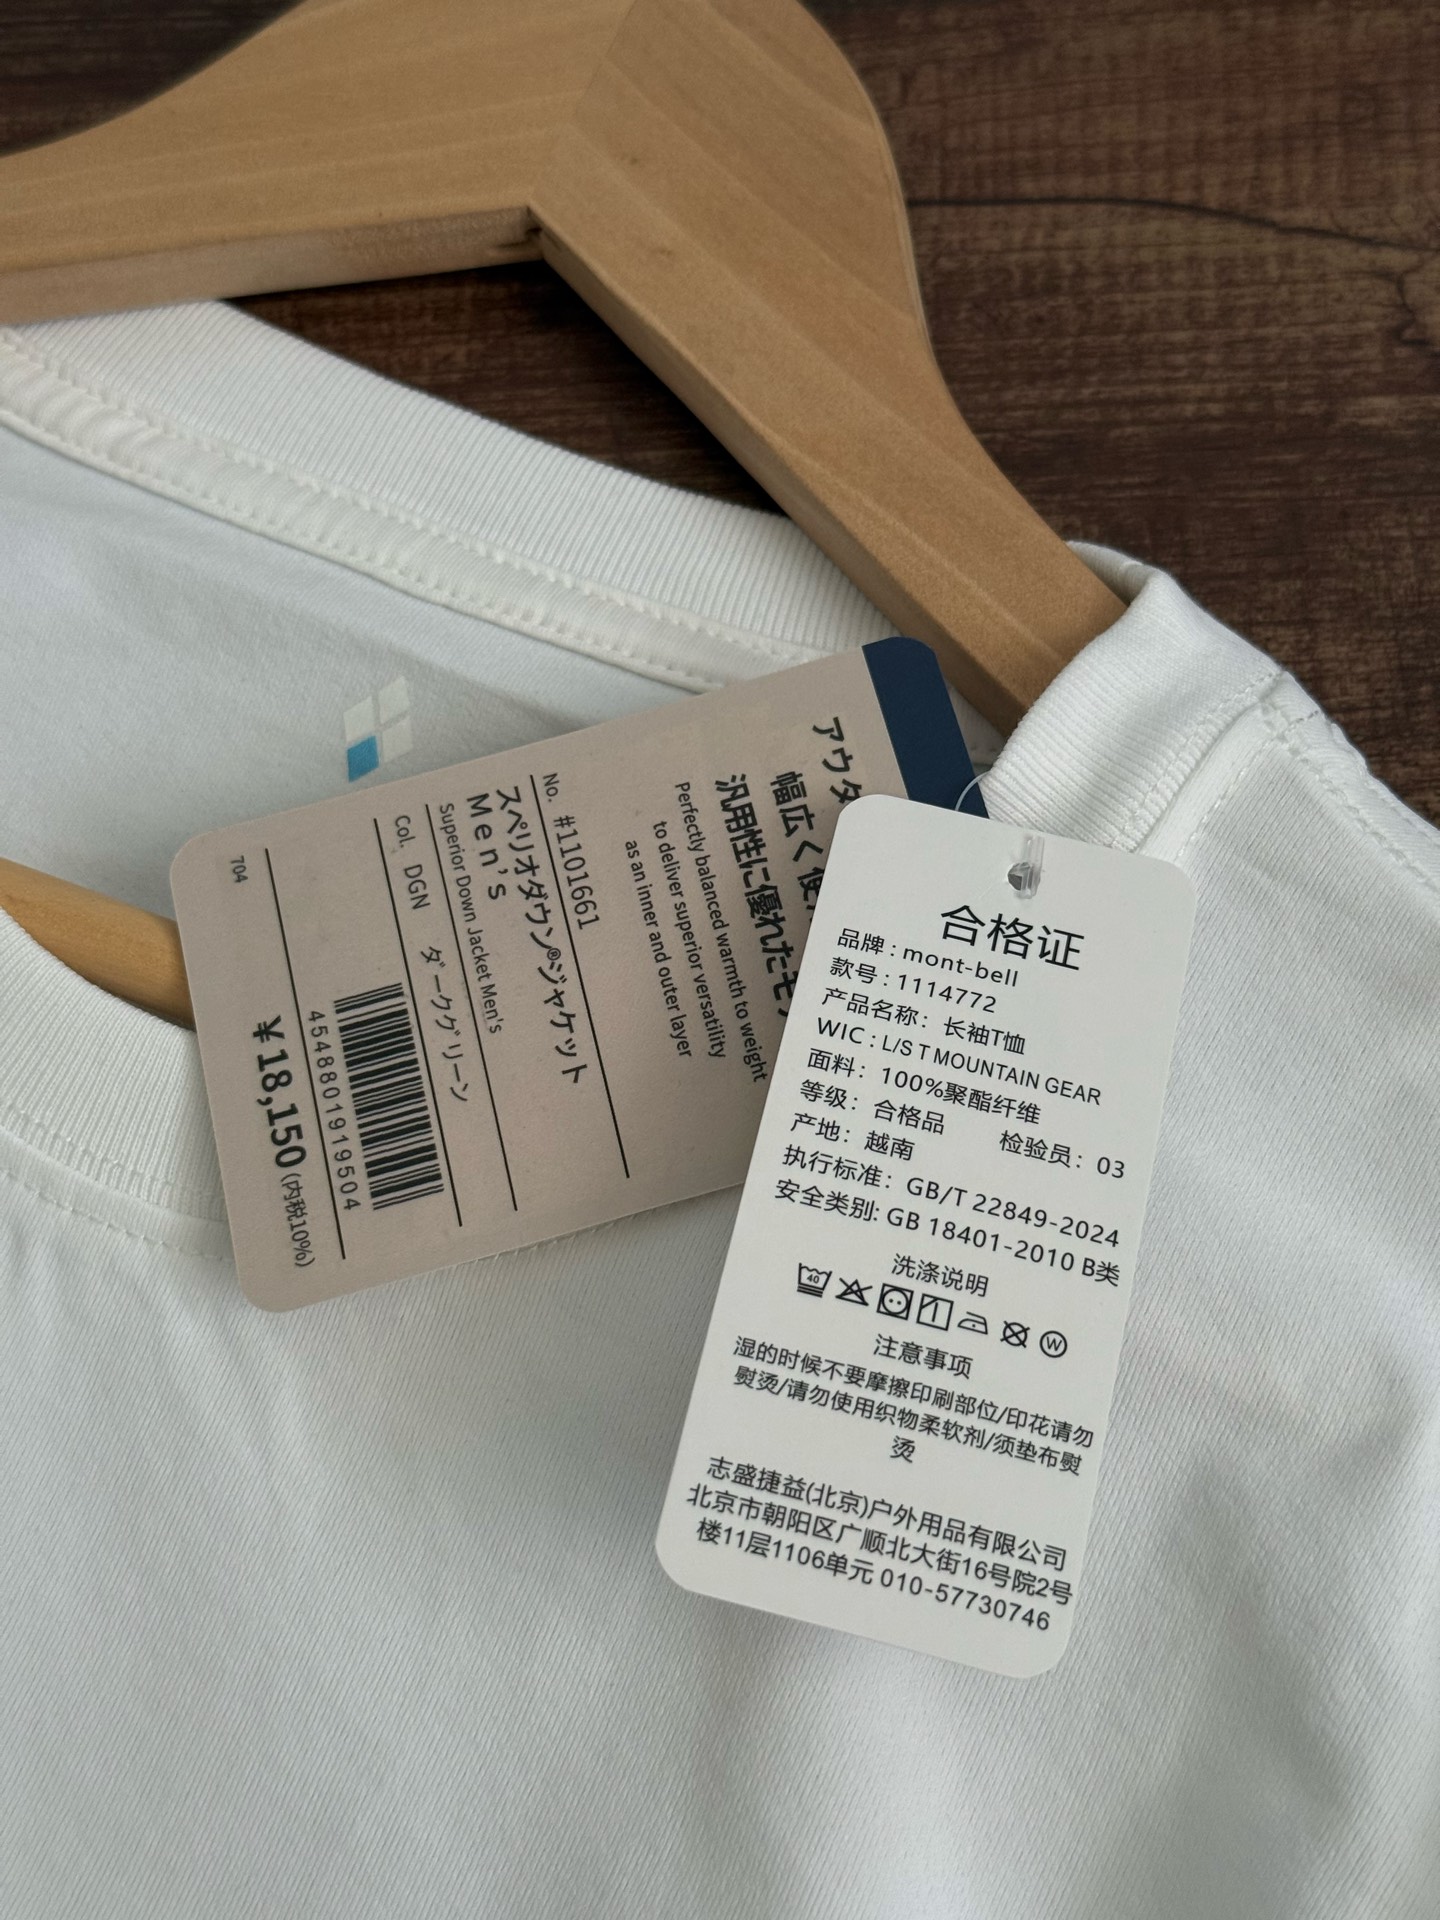 アウタ
幅広く使
汎用性に優れたモ
Perfectly balanced warmth to weight
to deliver superior versatility
as an inner and outer layer
No. #1101661
スペリオダウン®ジャケット
Men's
Superior Down Jacket Men's
Col. DGN ダークグリーン
4548801919504
¥18,150(内税10%)
704
合格证
品牌:mont-bell
款号:1114772
产品名称: 长袖T恤
WIC:L/S T MOUNTAIN GEAR
面料: 100%聚酯纤维
等级: 合格品 检验员: 03
产地: 越南
执行标准: GB/T 22849-2024
安全类别: GB 18401-2010 B类
洗涤说明
40
W
注意事项
湿的时候不要摩擦印刷部位/印花请勿
熨烫/请勿使用织物柔软剂/须垫布熨
烫
志盛捷益(北京)户外用品有限公司
北京市朝阳区广顺北大街16号院2号
楼11层1106单元 010-57730746